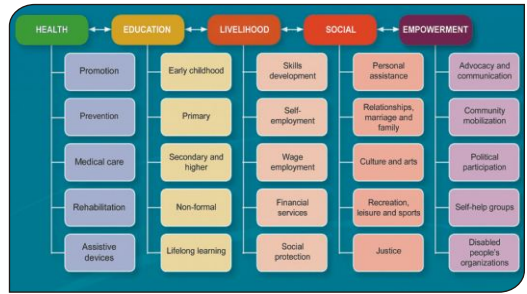 HEALTH
EDUCATION
LIVELIHOOD
SOCIAL
EMPOWERMENT
Promotion
Prevention
Medical care
Rehabilitation
Assistive
devices
Early childhood
Primary
Secondary and
higher
Non-formal
Lifelong learning
Skills
development
Self-
employment
Wage
employment
Financial
services
Social
protection
Personal
assistance
Relationships,
marriage and
family
Culture and arts
Recreation,
leisure and sports
Justice
Advocacy and
communication
Community
mobilization
Political
participation
Self-help groups
Disabled
people's
organizations